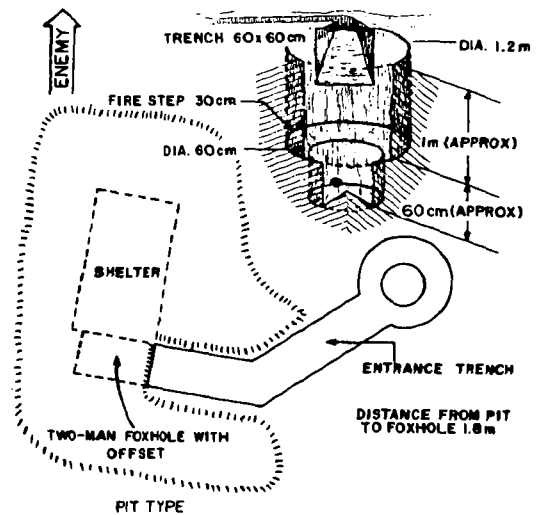 ENEMY
TRENCH 60x60cm
DIA. 1.2m
FIRE STEP 30cm
DIA. 60cm
1m (APPROX)
60cm (APPROX)
SHELTER
ENTRANCE TRENCH
DISTANCE FROM PIT
TO FOXHOLE 1.8m
TWO-MAN FOXHOLE WITH
OFFSET
PIT TYPE